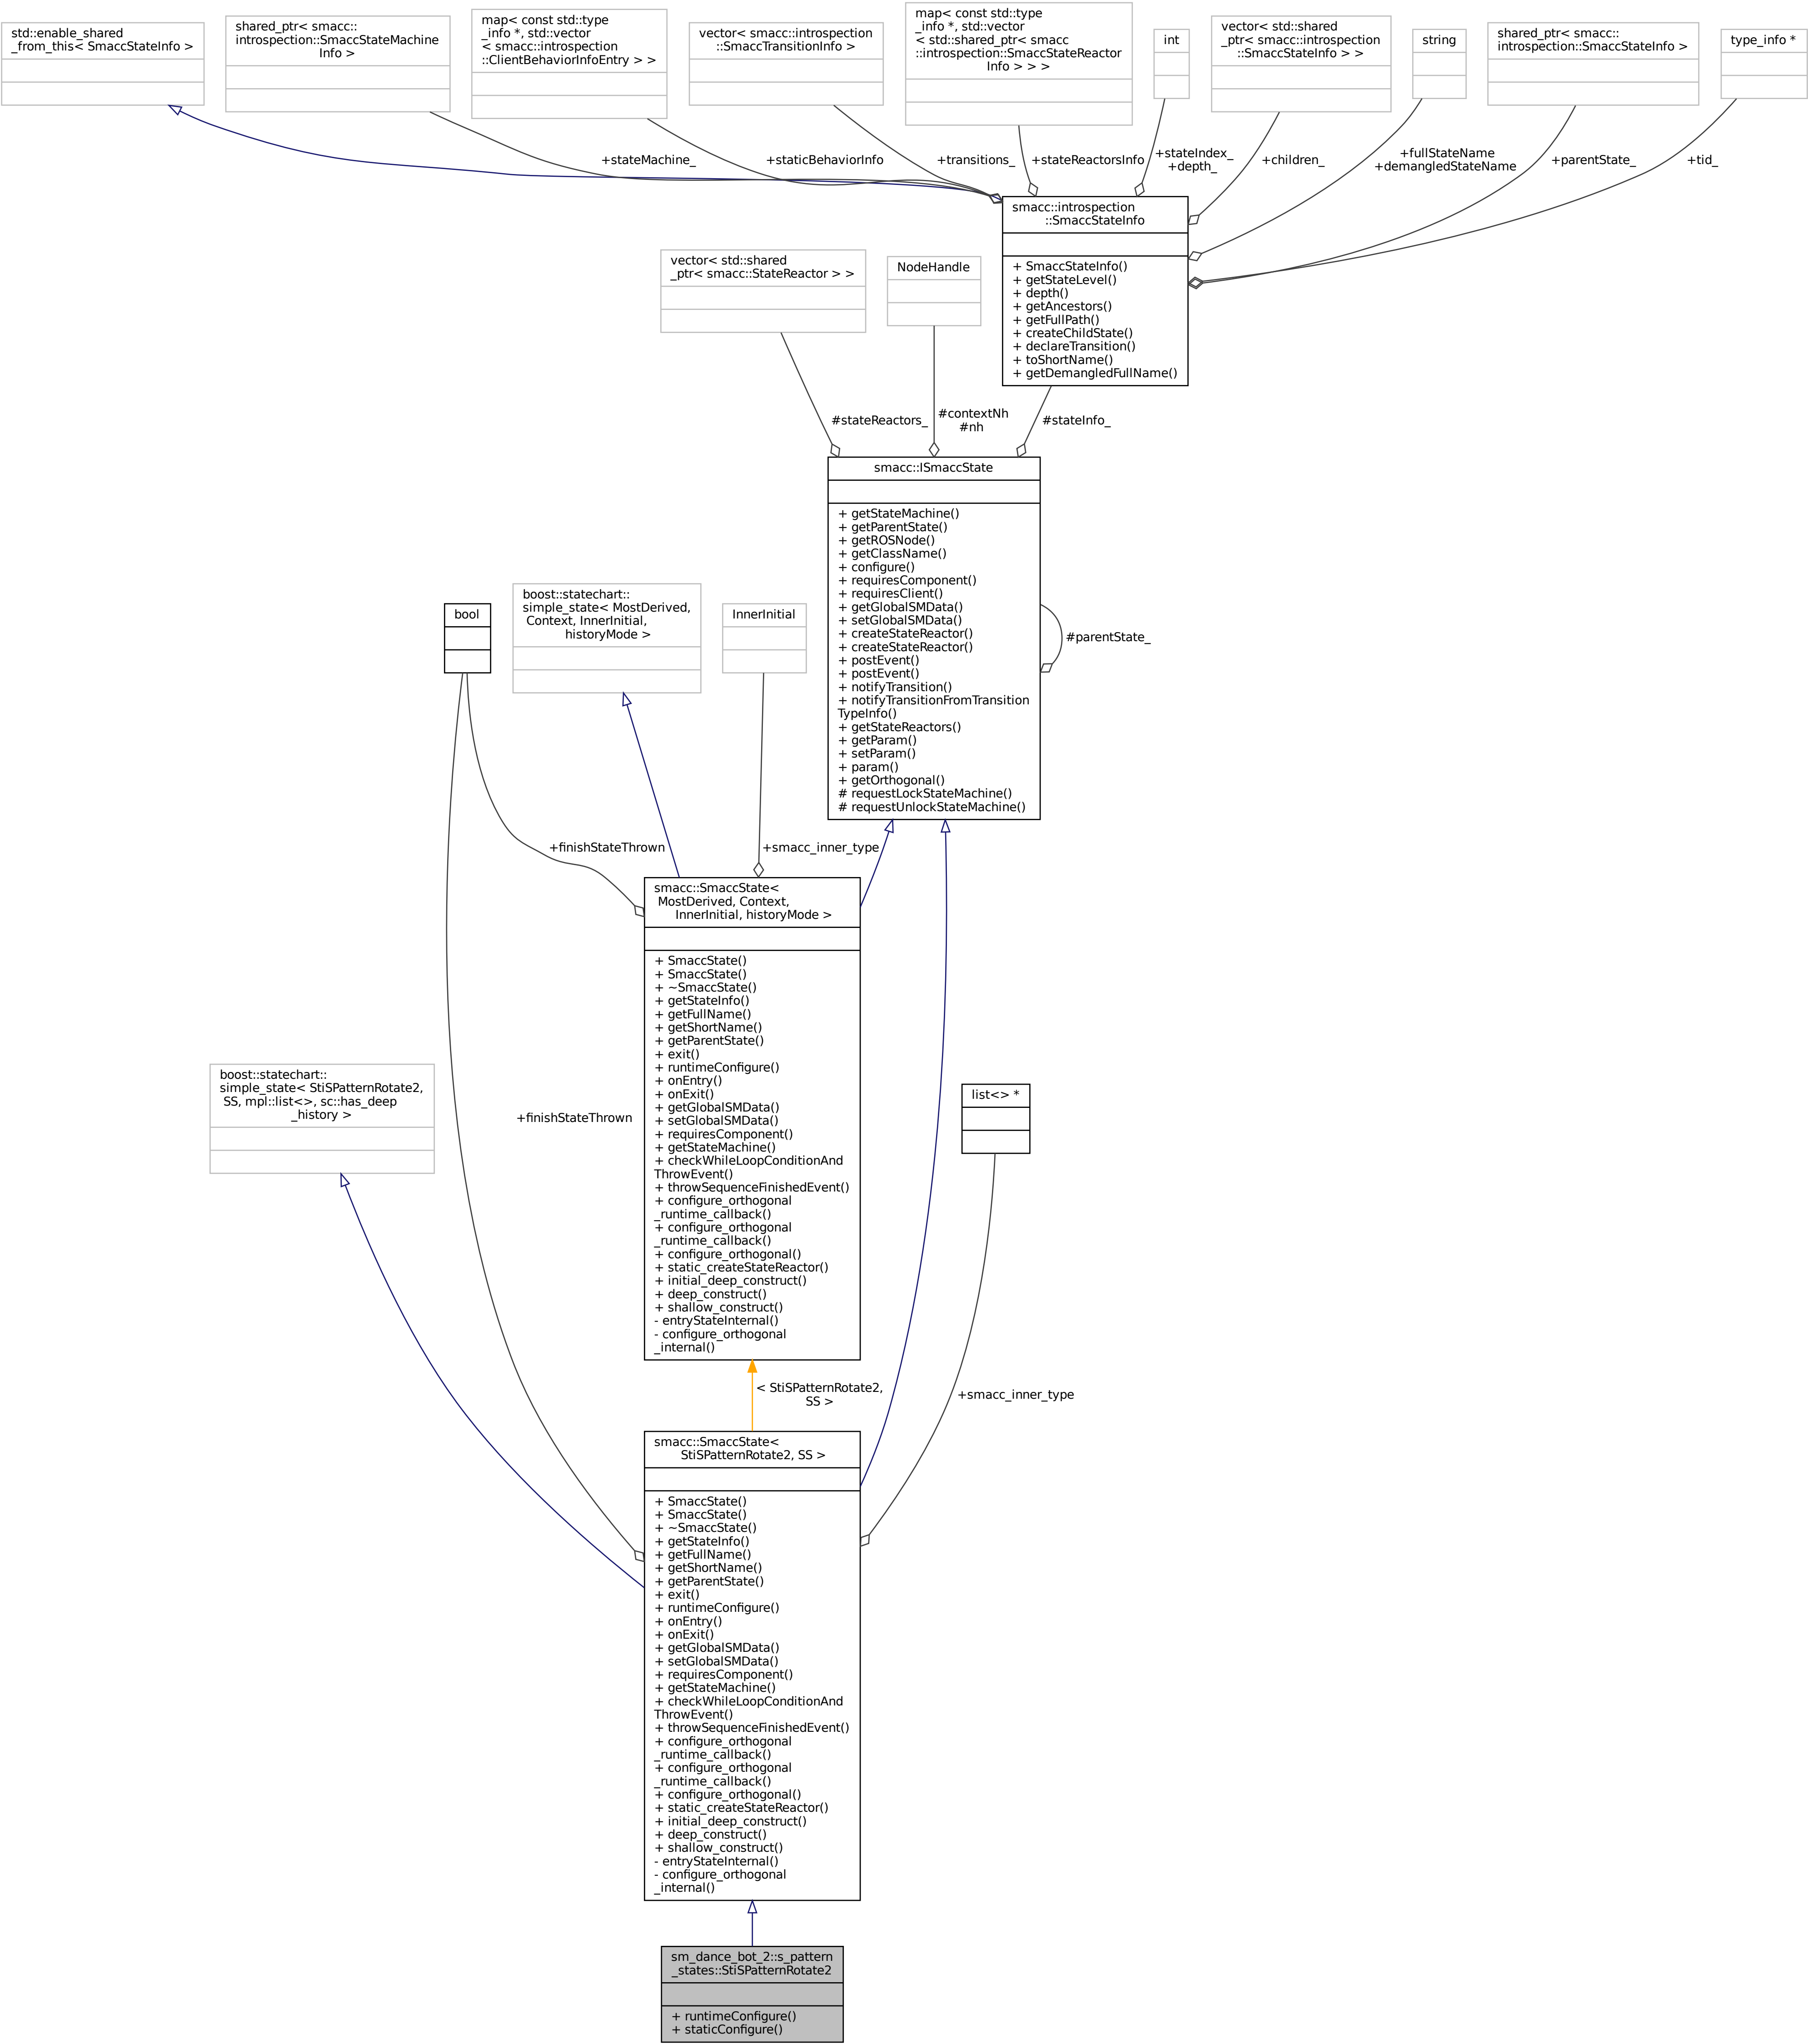 std::enable_shared
_from_this< SmaccStateInfo >
shared_ptr< smacc::
introspection::SmaccStateMachine
Info >
map< const std::type
_info *, std::vector
< smacc::introspection
::ClientBehaviorInfoEntry > >
vector< smacc::introspection
::SmaccTransitionInfo >
map< const std::type
_info *, std::vector
< std::shared_ptr< smacc
::introspection::SmaccStateReactor
Info > > >
int
vector< std::shared
_ptr< smacc::introspection
::SmaccStateInfo > >
string
shared_ptr< smacc::
introspection::SmaccStateInfo >
type_info *
+stateMachine_
+staticBehaviorInfo
+transitions_
+stateReactorsInfo
+stateIndex_
+depth_
+children_
+fullStateName
+demangledStateName
+parentState_
+tid_
smacc::introspection
::SmaccStateInfo
+ SmaccStateInfo()
+ getStateLevel()
+ depth()
+ getAncestors()
+ getFullPath()
+ createChildState()
+ declareTransition()
+ toShortName()
+ getDemangledFullName()
vector< std::shared
_ptr< smacc::StateReactor > >
NodeHandle
#stateReactors_
#contextNh
#nh
#stateInfo_
smacc::ISmaccState
+ getStateMachine()
+ getParentState()
+ getROSNode()
+ getClassName()
+ configure()
+ requiresComponent()
+ requiresClient()
+ getGlobalSMData()
+ setGlobalSMData()
+ createStateReactor()
+ createStateReactor()
+ postEvent()
+ postEvent()
+ notifyTransition()
+ notifyTransitionFromTransition
TypeInfo()
+ getStateReactors()
+ getParam()
+ setParam()
+ param()
+ getOrthogonal()
# requestLockStateMachine()
# requestUnlockStateMachine()
#parentState_
bool
boost::statechart::
simple_state< MostDerived,
Context, InnerInitial,
historyMode >
InnerInitial
+finishStateThrown
+smacc_inner_type
smacc::SmaccState<
MostDerived, Context,
InnerInitial, historyMode >
+ SmaccState()
+ SmaccState()
+ ~SmaccState()
+ getStateInfo()
+ getFullName()
+ getShortName()
+ getParentState()
+ exit()
+ runtimeConfigure()
+ onEntry()
+ onExit()
+ getGlobalSMData()
+ setGlobalSMData()
+ requiresComponent()
+ getStateMachine()
+ checkWhileLoopConditionAnd
ThrowEvent()
+ throwSequenceFinishedEvent()
+ configure_orthogonal
_runtime_callback()
+ configure_orthogonal
_runtime_callback()
+ configure_orthogonal()
+ static_createStateReactor()
+ initial_deep_construct()
+ deep_construct()
+ shallow_construct()
- entryStateInternal()
- configure_orthogonal
_internal()
boost::statechart::
simple_state< StiSPatternRotate2,
SS, mpl::list<>, sc::has_deep
_history >
+finishStateThrown
list<> *
< StiSPatternRotate2,
SS >
+smacc_inner_type
smacc::SmaccState<
StiSPatternRotate2, SS >
+ SmaccState()
+ SmaccState()
+ ~SmaccState()
+ getStateInfo()
+ getFullName()
+ getShortName()
+ getParentState()
+ exit()
+ runtimeConfigure()
+ onEntry()
+ onExit()
+ getGlobalSMData()
+ setGlobalSMData()
+ requiresComponent()
+ getStateMachine()
+ checkWhileLoopConditionAnd
ThrowEvent()
+ throwSequenceFinishedEvent()
+ configure_orthogonal
_runtime_callback()
+ configure_orthogonal
_runtime_callback()
+ configure_orthogonal()
+ static_createStateReactor()
+ initial_deep_construct()
+ deep_construct()
+ shallow_construct()
- entryStateInternal()
- configure_orthogonal
_internal()
sm_dance_bot_2::s_pattern
_states::StiSPatternRotate2
+ runtimeConfigure()
+ staticConfigure()